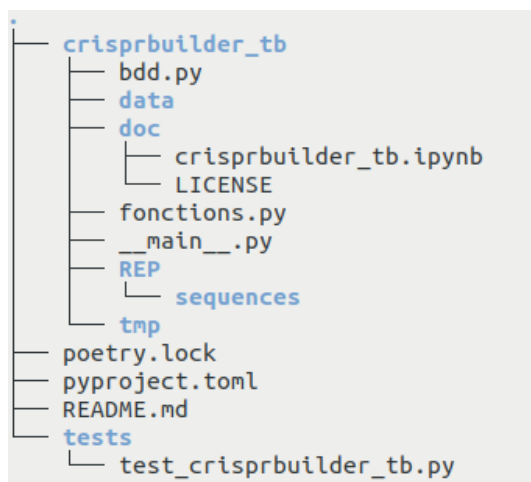 .
crisprbuilder_tb
bdd.py
data
doc
crisprbuilder_tb.ipynb
LICENSE
fonctions.py
__main__.py
REP
sequences
tmp
poetry.lock
pyproject.toml
README.md
tests
test_crisprbuilder_tb.py